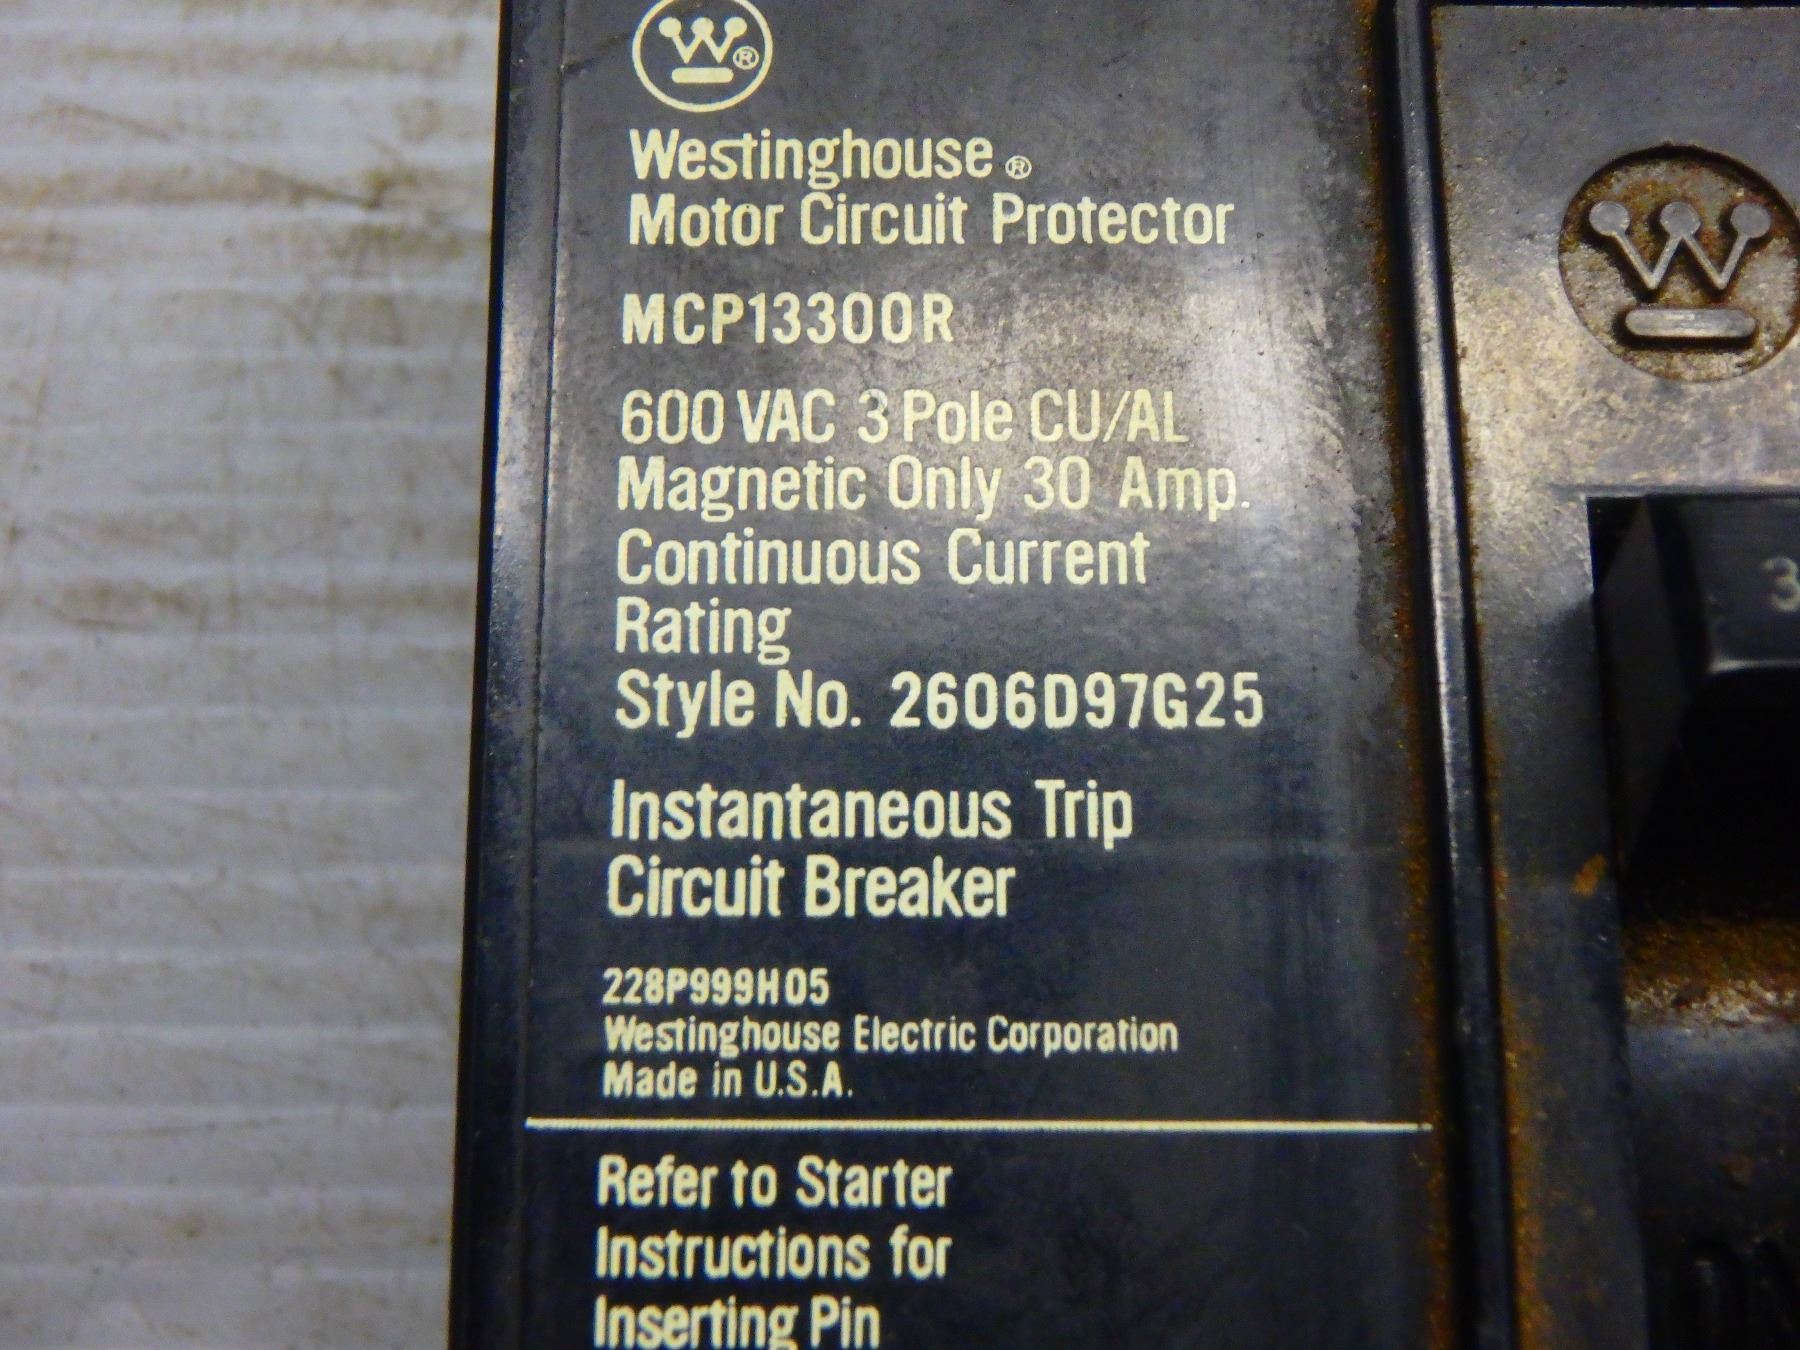 W®
Westinghouse®
Motor Circuit Protector
MCP13300R
600 VAC 3 Pole CU/AL
Magnetic Only 30 Amp.
Continuous Current
Rating
Style No. 2606D97G25
Instantaneous Trip
Circuit Breaker
228P999H05
Westinghouse Electric Corporation
Made in U.S.A.
Refer to Starter
Instructions for
Inserting Pin
W
3